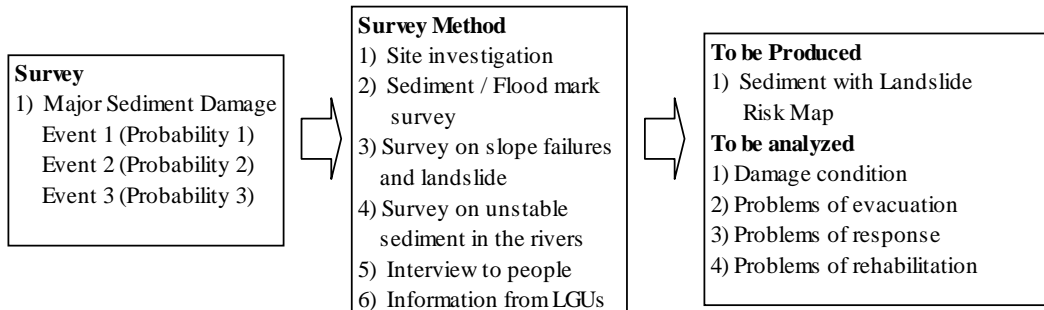 Survey
1) Major Sediment Damage
Event 1 (Probability 1)
Event 2 (Probability 2)
Event 3 (Probability 3)
Survey Method
1) Site investigation
2) Sediment / Flood mark
survey
3) Survey on slope failures
and landslide
4) Survey on unstable
sediment in the rivers
5) Interview to people
6) Information from LGUs
To be Produced
1) Sediment with Landslide
Risk Map
To be analyzed
1) Damage condition
2) Problems of evacuation
3) Problems of response
4) Problems of rehabilitation